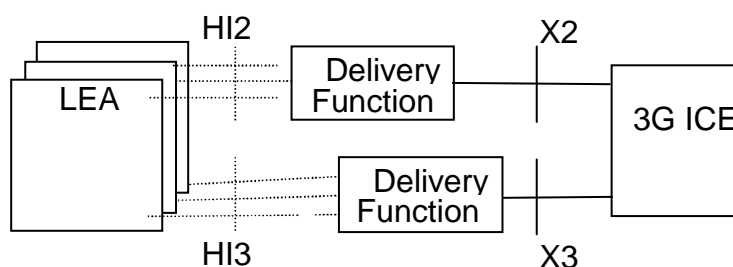 HI2
X2
LEA
Delivery
Function
3G ICE
Delivery
Function
HI3
X3